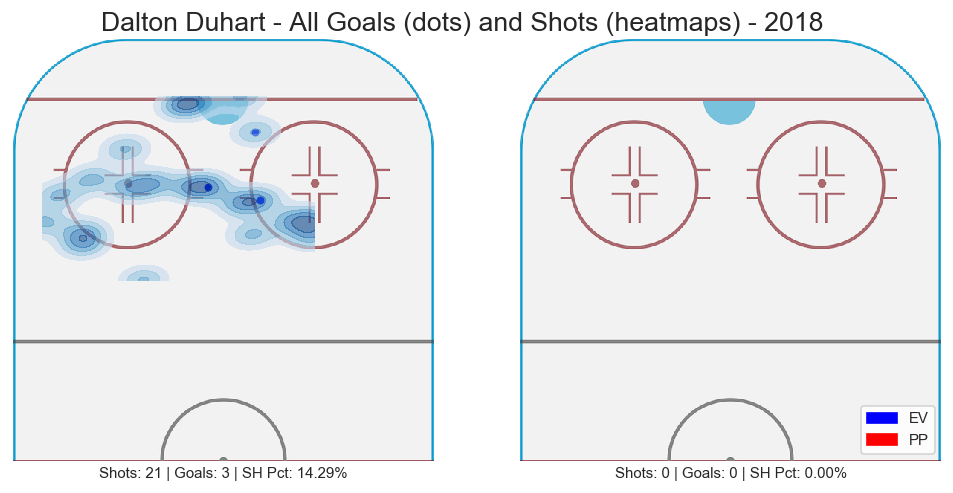 Dalton Duhart - All Goals (dots) and Shots (heatmaps) - 2018
EV
PP
Shots: 21 | Goals: 3 | SH Pct: 14.29%
Shots: 0 | Goals: 0 | SH Pct: 0.00%